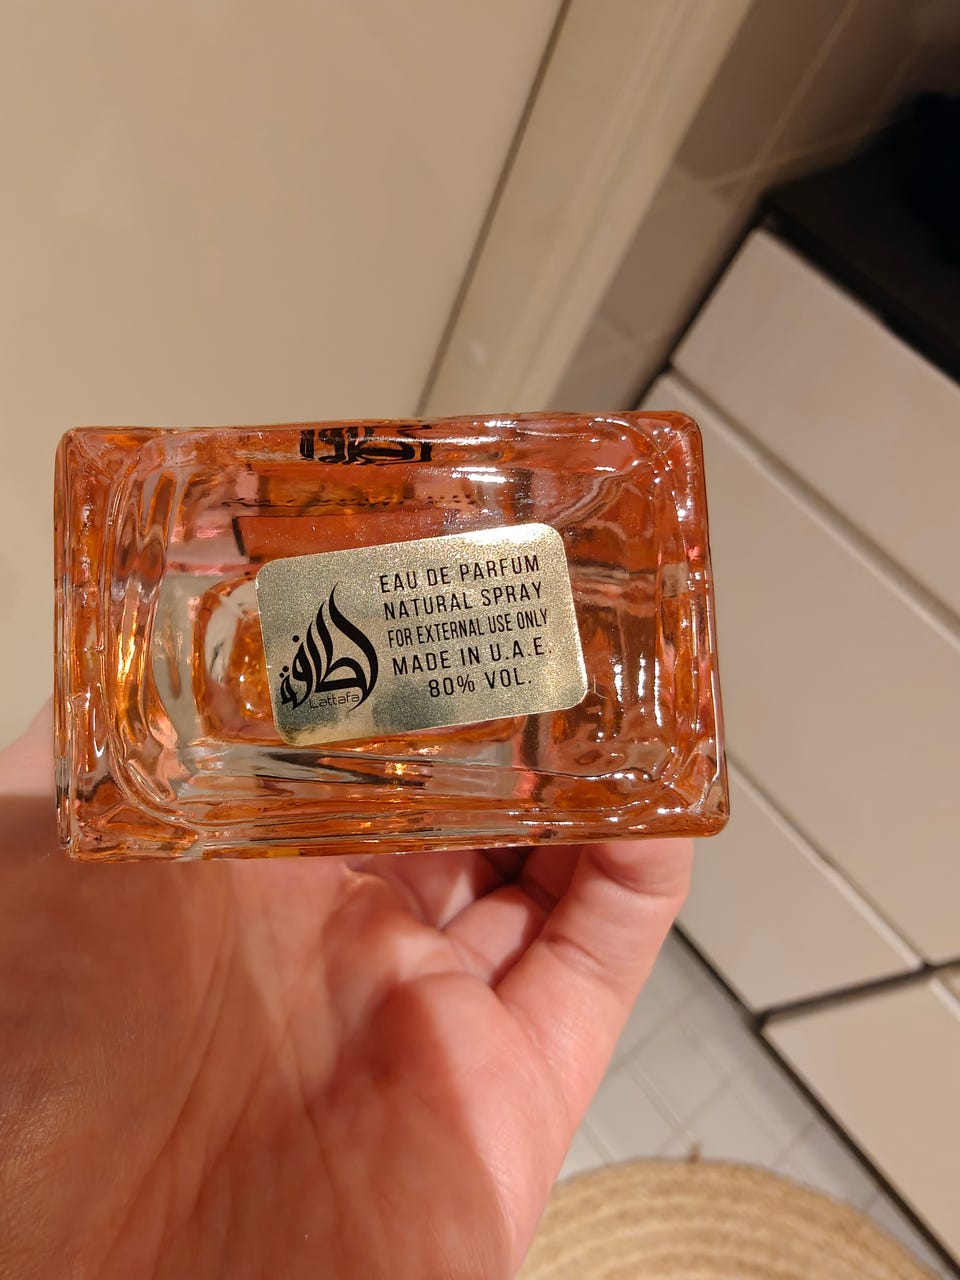 EAU DE PARFUM
NATURAL SPRAY
FOR EXTERNAL USE ONLY
MADE IN U.A.E.
80% VOL.
لطافة
Lattafa